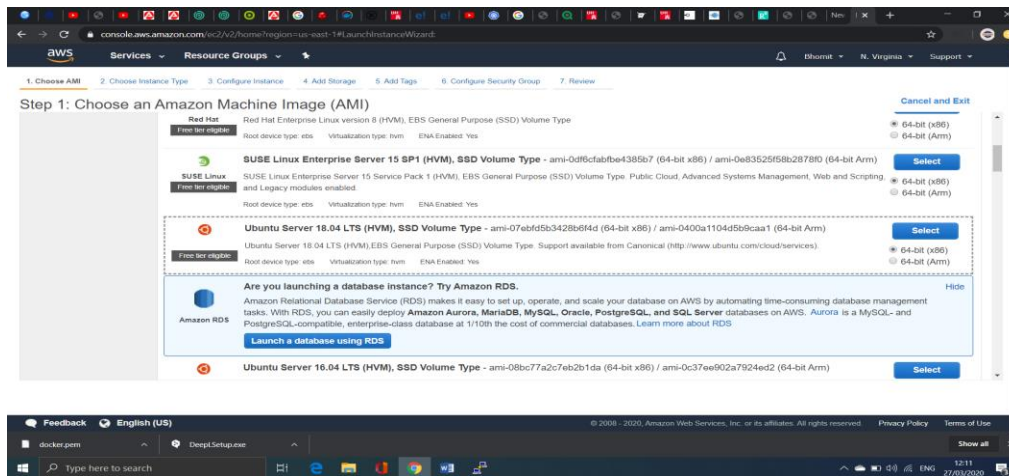 Nev
console.aws.amazon.com/ec2/v2/home?region=us-east-1#LaunchInstanceWizard:
aws Services Resource Groups Bhomit N. Virginia Support
1. Choose AMI 2. Choose Instance Type 3. Configure Instance 4. Add Storage 5. Add Tags 6. Configure Security Group 7. Review
Step 1: Choose an Amazon Machine Image (AMI) Cancel and Exit
Red Hat
Free tier eligible
Red Hat Enterprise Linux version 8 (HVM), EBS General Purpose (SSD) Volume Type
Root device type: ebs Virtualization type: hvm ENA Enabled: Yes
64-bit (x86)
64-bit (Arm)
SUSE Linux Enterprise Server 15 SP1 (HVM), SSD Volume Type - ami-0df6cfabfbe4385b7 (64-bit x86) / ami-0e83525f58b2878f0 (64-bit Arm)
Select
SUSE Linux
Free tier eligible
SUSE Linux Enterprise Server 15 Service Pack 1 (HVM), EBS General Purpose (SSD) Volume Type. Public Cloud, Advanced Systems Management, Web and Scripting,
and Legacy modules enabled.
Root device type: ebs Virtualization type: hvm ENA Enabled: Yes
64-bit (x86)
64-bit (Arm)
Ubuntu Server 18.04 LTS (HVM), SSD Volume Type - ami-07ebfd5b3428b6f4d (64-bit x86) / ami-0400a1104d5b9caa1 (64-bit Arm)
Select
Free tier eligible
Ubuntu Server 18.04 LTS (HVM),EBS General Purpose (SSD) Volume Type. Support available from Canonical (http://www.ubuntu.com/cloud/services).
Root device type: ebs Virtualization type: hvm ENA Enabled: Yes
64-bit (x86)
64-bit (Arm)
Are you launching a database instance? Try Amazon RDS. Hide
Amazon RDS
Amazon Relational Database Service (RDS) makes it easy to set up, operate, and scale your database on AWS by automating time-consuming database management
tasks. With RDS, you can easily deploy Amazon Aurora, MariaDB, MySQL, Oracle, PostgreSQL, and SQL Server databases on AWS. Aurora is a MySQL- and
PostgreSQL-compatible, enterprise-class database at 1/10th the cost of commercial databases. Learn more about RDS
Launch a database using RDS
Ubuntu Server 16.04 LTS (HVM), SSD Volume Type - ami-08bc77a2c7eb2b1da (64-bit x86) / ami-0c37ee902a7924ed2 (64-bit Arm)
Select
Feedback English (US) © 2008 - 2020, Amazon Web Services, Inc. or its affiliates. All rights reserved. Privacy Policy Terms of Use
docker.pem DeepLSetup.exe Show all
Type here to search ENG 12:11
27/03/2020